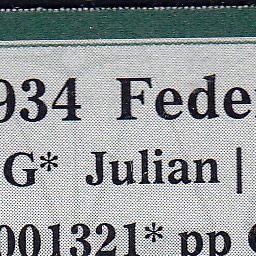 934 Feder
G* Julian |
001321* pp